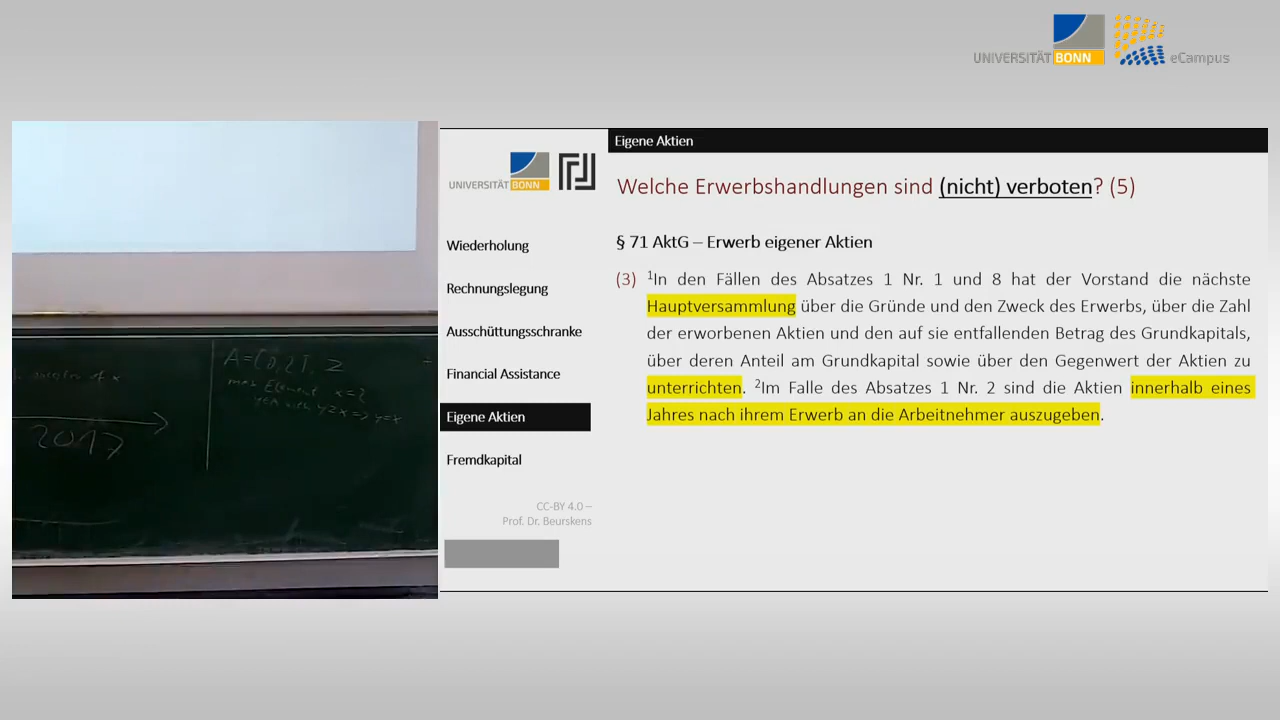 UNIVERSITÄT BONN
eCampus
A=[0,2], Z
max Element x=2
y∈A with y≥x => y=x
2017
Eigene Aktien
UNIVERSITÄT BONN
Wiederholung
Rechnungslegung
Ausschüttungsschranke
Financial Assistance
Eigene Aktien
Fremdkapital
CC-BY 4.0 –
Prof. Dr. Beurskens
Welche Erwerbshandlungen sind (nicht) verboten? (5)
§ 71 AktG – Erwerb eigener Aktien
(3) ¹In den Fällen des Absatzes 1 Nr. 1 und 8 hat der Vorstand die nächste
Hauptversammlung über die Gründe und den Zweck des Erwerbs, über die Zahl
der erworbenen Aktien und den auf sie entfallenden Betrag des Grundkapitals,
über deren Anteil am Grundkapital sowie über den Gegenwert der Aktien zu
unterrichten. ²Im Falle des Absatzes 1 Nr. 2 sind die Aktien innerhalb eines
Jahres nach ihrem Erwerb an die Arbeitnehmer auszugeben.